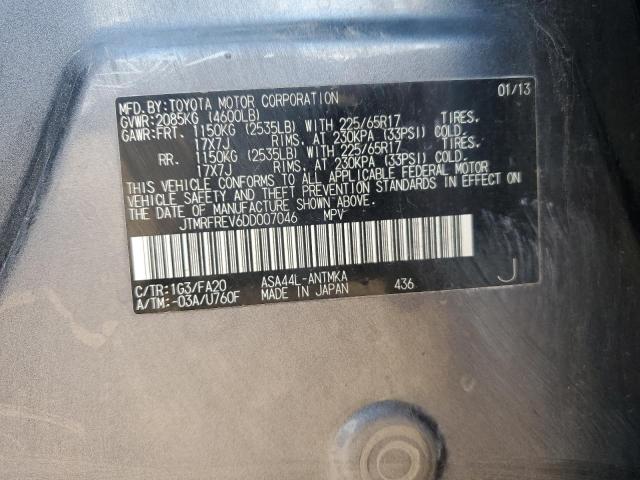 MFD.BY:TOYOTA MOTOR CORPORATION 01/13
GVWR:2085KG (4600LB)
GAWR:FRT. 1150KG (2535LB) WITH 225/65R17 TIRES.
17X7J RIMS. AT 230KPA (33PSI) COLD.
RR. 1150KG (2535LB) WITH 225/65R17 TIRES.
17X7J RIMS. AT 230KPA (33PSI) COLD.
THIS VEHICLE CONFORMS TO ALL APPLICABLE FEDERAL MOTOR
VEHICLE SAFETY AND THEFT PREVENTION STANDARDS IN EFFECT ON
THE DATE OF MANUFACTURE SHOWN ABOVE.
JTMRFREV6DD007046 MPV
C/TR:1G3/FA20 ASA44L-ANTMKA
A/TM:-03A/U760F MADE IN JAPAN 436 J